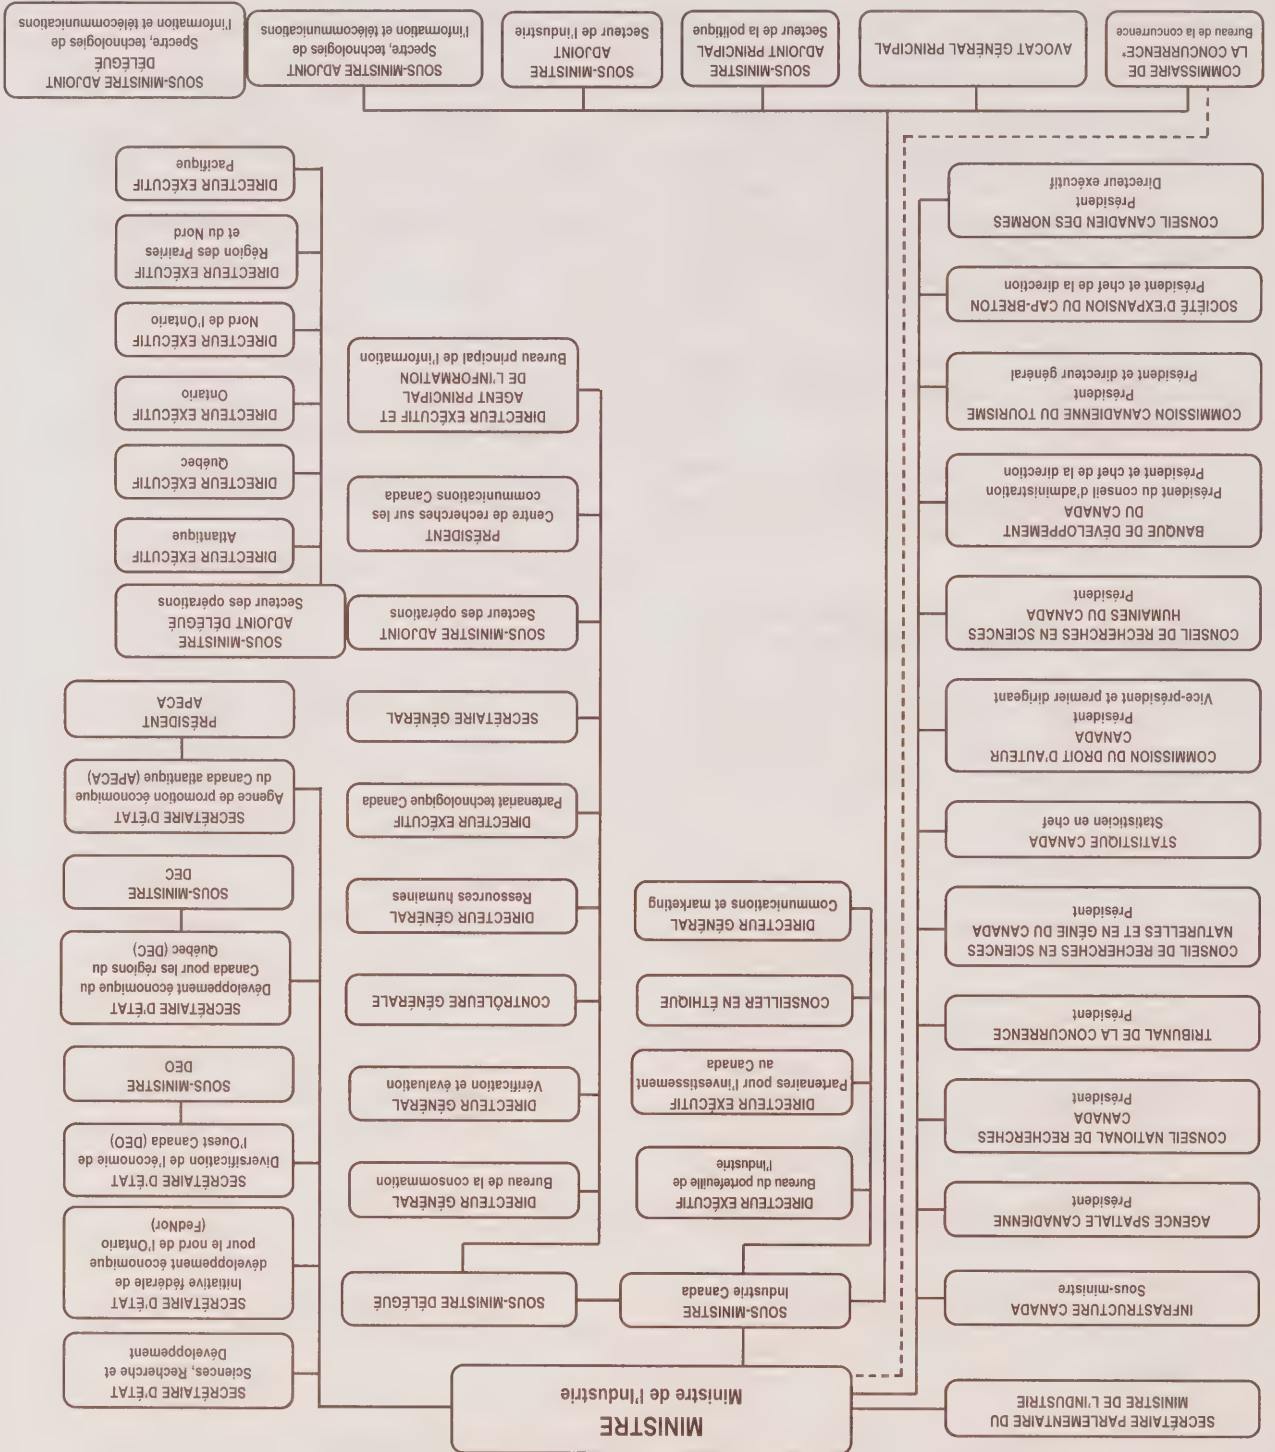 MINISTRE
Ministre de l'Industrie
SECRÉTAIRE PARLEMENTAIRE DU
MINISTRE DE L'INDUSTRIE
INFRASTRUCTURE CANADA
Sous-ministre
AGENCE SPATIALE CANADIENNE
Président
CONSEIL NATIONAL DE RECHERCHES
CANADA
Président
TRIBUNAL DE LA CONCURRENCE
Président
CONSEIL DE RECHERCHES EN SCIENCES
NATURELLES ET EN GÉNIE DU CANADA
Président
STATISTIQUE CANADA
Statisticien en chef
COMMISSION DU DROIT D'AUTEUR
CANADA
Président
Vice-président et premier dirigeant
CONSEIL DE RECHERCHES EN SCIENCES
HUMAINES DU CANADA
Président
BANQUE DE DÉVELOPPEMENT
DU CANADA
Président du conseil d'administration
Président et chef de la direction
COMMISSION CANADIENNE DU TOURISME
Président
Président et directeur général
SOCIÉTÉ D'EXPANSION DU CAP-BRETON
Président et chef de la direction
CONSEIL CANADIEN DES NORMES
Président
Directeur exécutif
SOUS-MINISTRE
Industrie Canada
SOUS-MINISTRE DÉLÉGUÉ
DIRECTEUR EXÉCUTIF
Bureau du portefeuille de
l'Industrie
DIRECTEUR EXÉCUTIF
Partenaires pour l'investissement
au Canada
CONSEILLER EN ÉTHIQUE
DIRECTEUR GÉNÉRAL
Communications et marketing
DIRECTEUR GÉNÉRAL
Bureau de la consommation
DIRECTEUR GÉNÉRAL
Vérification et évaluation
CONTRÔLEURE GÉNÉRALE
DIRECTEUR GÉNÉRAL
Ressources humaines
DIRECTEUR EXÉCUTIF
Partenariat technologique Canada
SECRÉTAIRE GÉNÉRAL
SOUS-MINISTRE ADJOINT
Secteur des opérations
PRÉSIDENT
Centre de recherches sur les
communications Canada
DIRECTEUR EXÉCUTIF ET
AGENT PRINCIPAL
DE L'INFORMATION
Bureau principal de l'information
SECRÉTAIRE D'ÉTAT
Sciences, Recherche et
Développement
SECRÉTAIRE D'ÉTAT
Initiative fédérale de
développement économique
pour le nord de l'Ontario
(FedNor)
SECRÉTAIRE D'ÉTAT
Diversification de l'économie de
l'Ouest Canada (DEO)
SOUS-MINISTRE
DEO
SECRÉTAIRE D'ÉTAT
Développement économique du
Canada pour les régions du
Québec (DEC)
SOUS-MINISTRE
DEC
SECRÉTAIRE D'ÉTAT
Agence de promotion économique
du Canada atlantique (APECA)
PRÉSIDENT
APECA
SOUS-MINISTRE
ADJOINT DÉLÉGUÉ
Secteur des opérations
DIRECTEUR EXÉCUTIF
Atlantique
DIRECTEUR EXÉCUTIF
Québec
DIRECTEUR EXÉCUTIF
Ontario
DIRECTEUR EXÉCUTIF
Nord de l'Ontario
DIRECTEUR EXÉCUTIF
Région des Prairies
et du Nord
DIRECTEUR EXÉCUTIF
Pacifique
COMMISSAIRE DE
LA CONCURRENCE*
Bureau de la concurrence
AVOCAT GÉNÉRAL PRINCIPAL
SOUS-MINISTRE
ADJOINT PRINCIPAL
Secteur de la politique
SOUS-MINISTRE
ADJOINT
Secteur de l'industrie
SOUS-MINISTRE ADJOINT
Spectre, technologies de
l'information et télécommunications
SOUS-MINISTRE ADJOINT
DÉLÉGUÉ
Spectre, technologies de
l'information et télécommunications